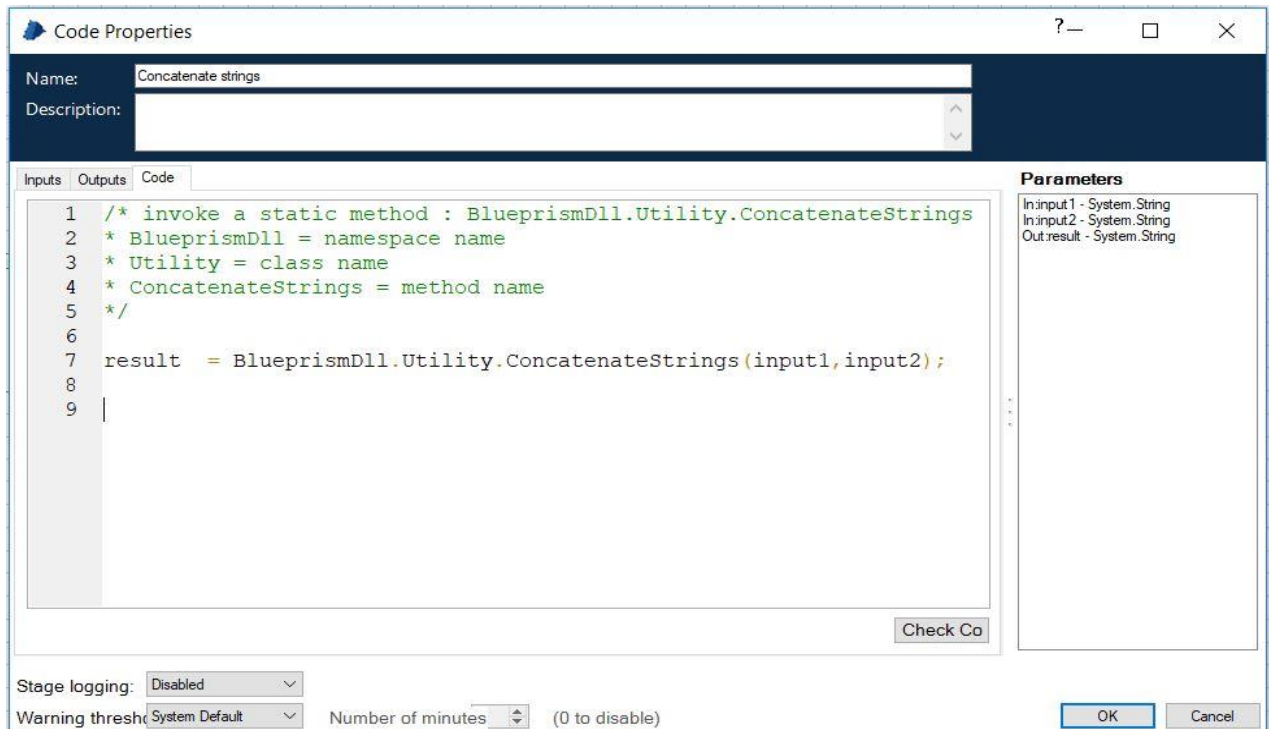 Code Properties
?
Name: Concatenate strings
Description:
Inputs Outputs Code
Parameters
In:input1 - System.String
In:input2 - System.String
Out:result - System.String
1 /* invoke a static method : BlueprismDll.Utility.ConcatenateStrings
2 * BlueprismDll = namespace name
3 * Utility = class name
4 * ConcatenateStrings = method name
5 */
6
7 result  = BlueprismDll.Utility.ConcatenateStrings(input1,input2);
8
9
Check Co
Stage logging: Disabled
Warning thresho System Default Number of minutes (0 to disable)
OK Cancel